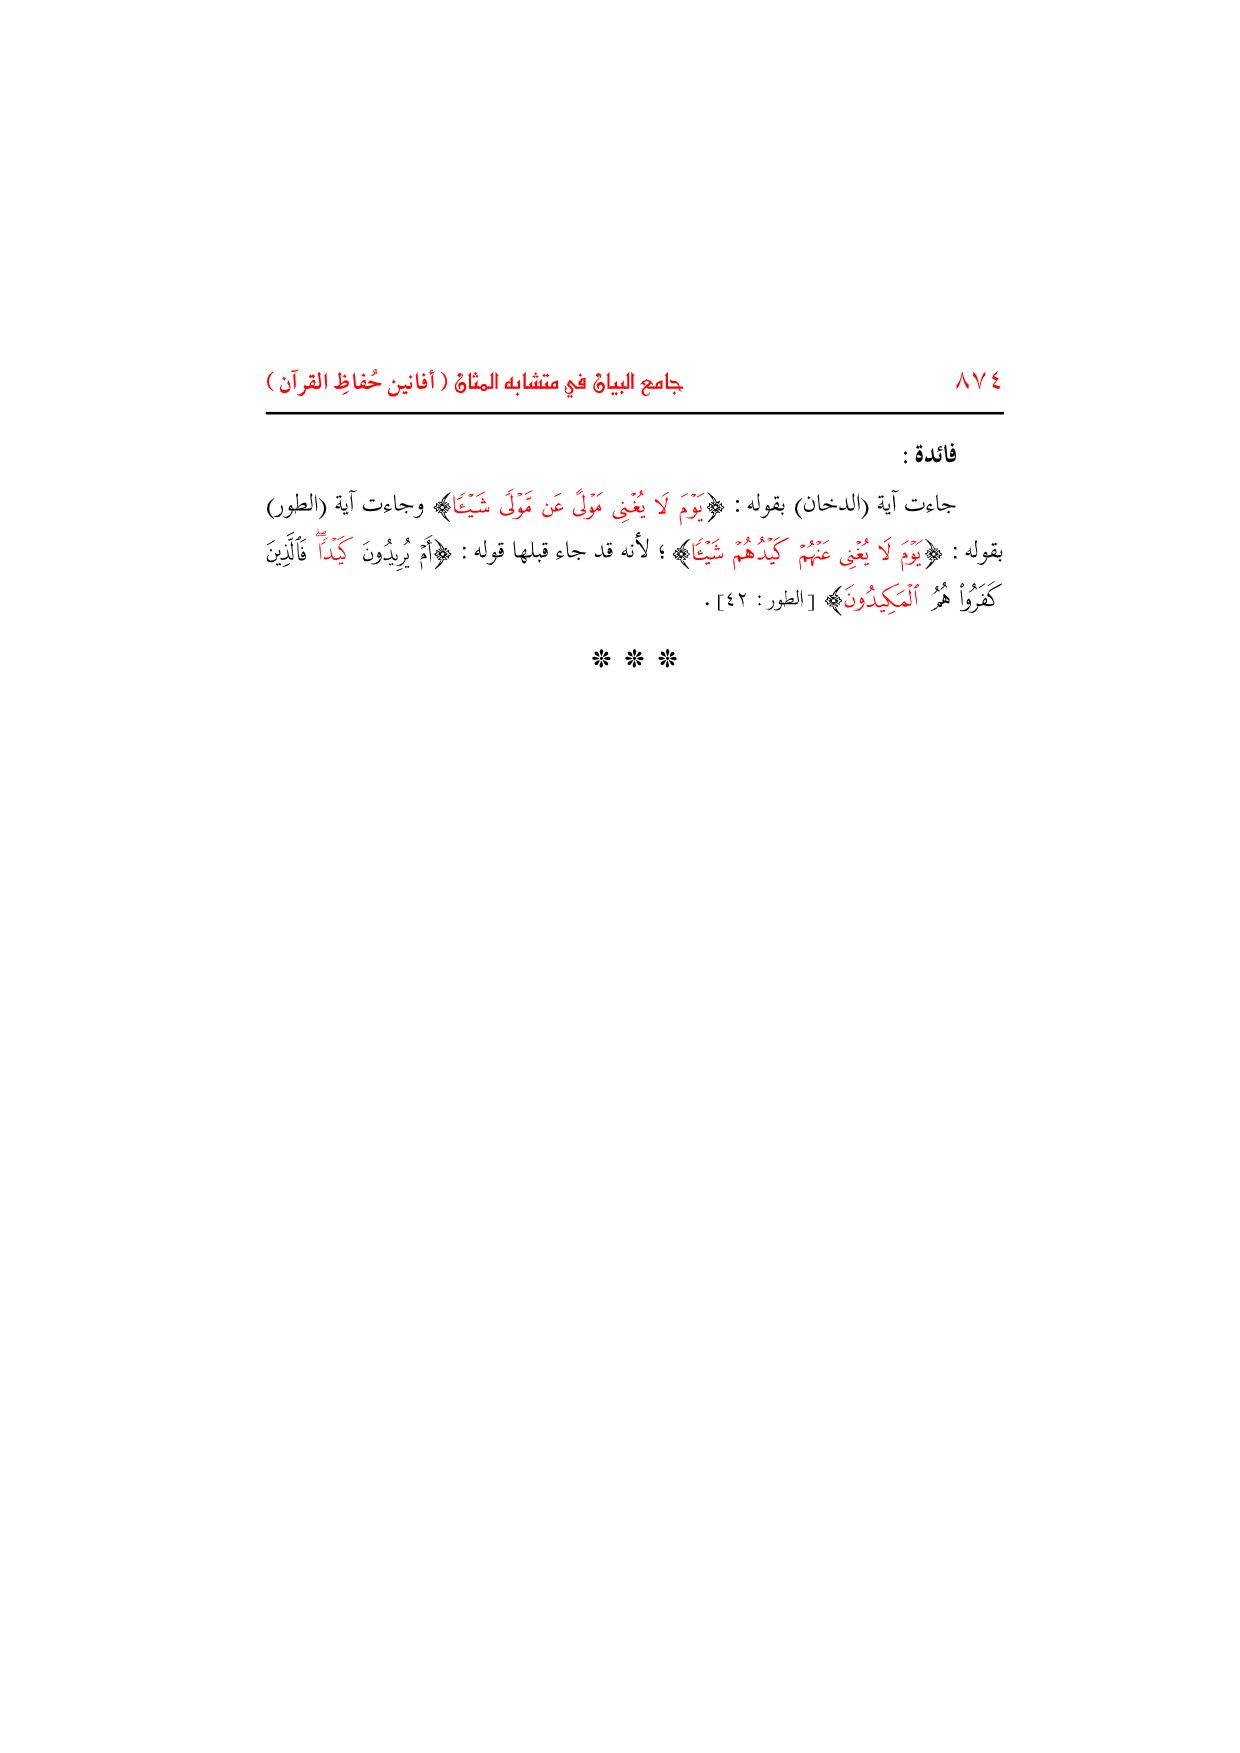 ٨٧٤ جامع البيان في متشابه المثان ( أفانين حُفاظِ القرآن )
فائدة :
جاءت آية (الدخان) بقوله : ﴿يَوْمَ لَا يُغْنِى مَوْلًى عَن مَّوْلًى شَيْـًٔا﴾ وجاءت آية (الطور)
بقوله : ﴿يَوْمَ لَا يُغْنِى عَنْهُمْ كَيْدُهُمْ شَيْـًٔا﴾ ؛ لأنه قد جاء قبلها قوله : ﴿أَمْ يُرِيدُونَ كَيْدًا ۖ فَٱلَّذِينَ
كَفَرُوا۟ هُمُ ٱلْمَكِيدُونَ﴾ [ الطور : ٤٢] .